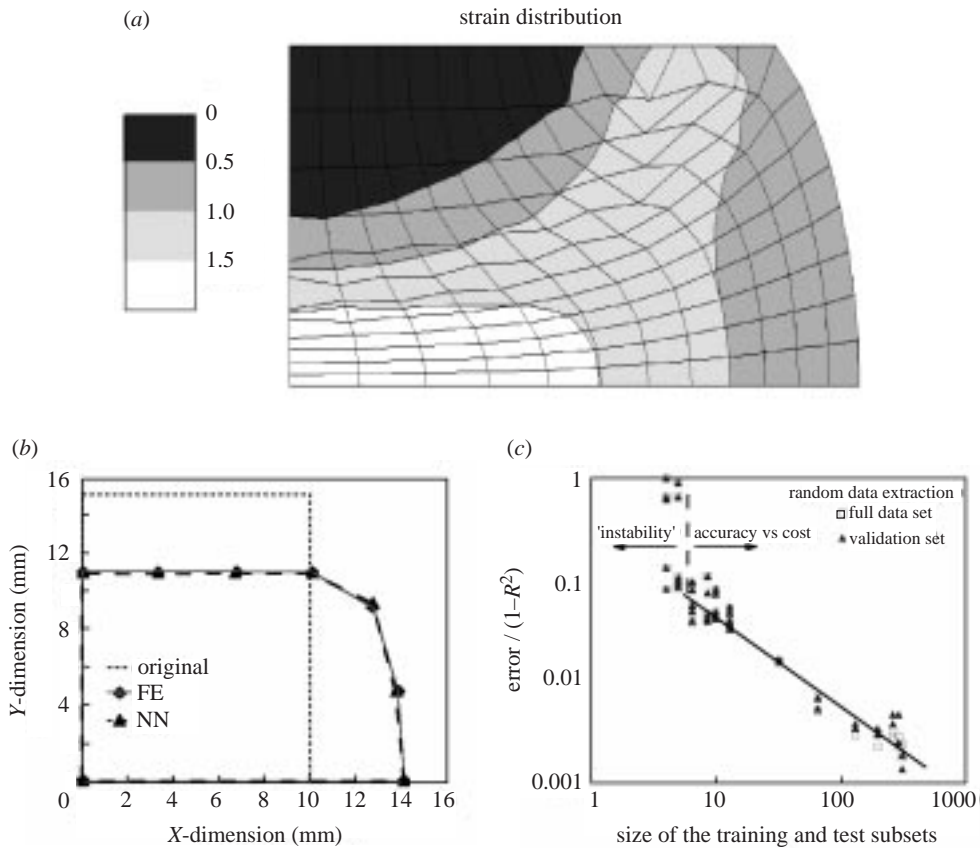 (a)
strain distribution
0
0.5
1.0
1.5
(b)
16
12
8
4
0
2 4 6 8 10 12 14 16
Y-dimension (mm)
X-dimension (mm)
original
FE
NN
(c)
1
0.1
0.01
0.001
1 10 100 1000
error / (1–R²)
size of the training and test subsets
random data extraction
full data set
validation set
'instability' accuracy vs cost